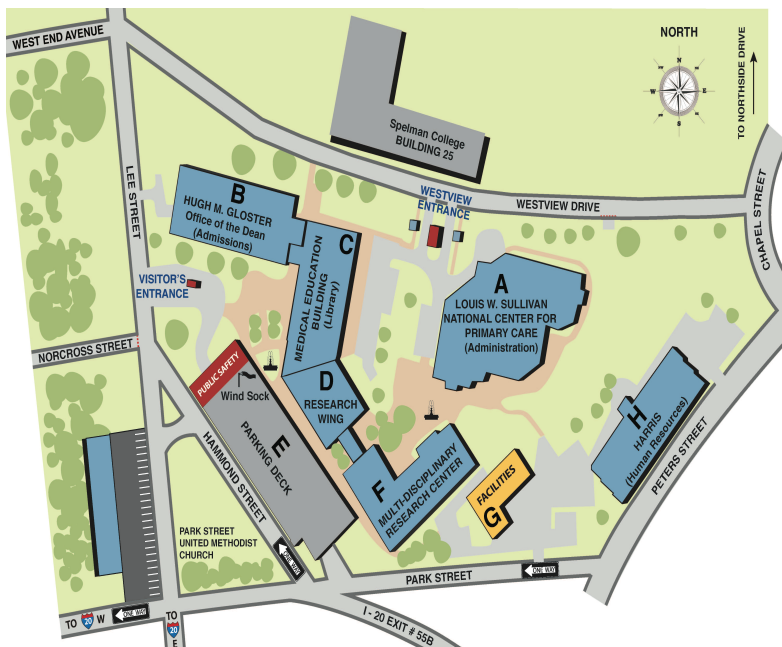 WEST END AVENUE
NORTH
N
W
E
S
TO NORTHSIDE DRIVE
Spelman College
BUILDING 25
LEE STREET
B
HUGH M. GLOSTER
Office of the Dean
(Admissions)
WESTVIEW
ENTRANCE
WESTVIEW DRIVE
CHAPEL STREET
C
MEDICAL EDUCATION
BUILDING
(Library)
VISITOR'S
ENTRANCE
A
LOUIS W. SULLIVAN
NATIONAL CENTER FOR
PRIMARY CARE
(Administration)
NORCROSS STREET
PUBLIC SAFETY
Wind Sock
D
RESEARCH
WING
E
PARKING DECK
HAMMOND STREET
H
HARRIS
(Human Resources)
PETERS STREET
F
MULTI-DISCIPLINARY
RESEARCH CENTER
FACILITIES
G
PARK STREET
UNITED METHODIST
CHURCH
ONE WAY
PARK STREET
ONE WAY
TO 20 W
ONE WAY
TO
20
E
I - 20 EXIT # 55B